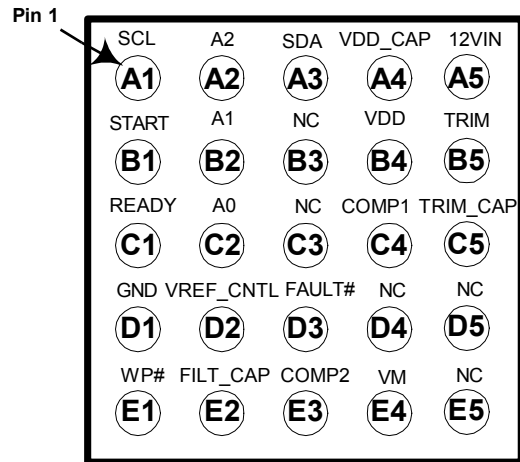 Pin 1
SCL A2 SDA VDD_CAP 12VIN
A1 A2 A3 A4 A5
START A1 NC VDD TRIM
B1 B2 B3 B4 B5
READY A0 NC COMP1 TRIM_CAP
C1 C2 C3 C4 C5
GND VREF_CNTL FAULT# NC NC
D1 D2 D3 D4 D5
WP# FILT_CAP COMP2 VM NC
E1 E2 E3 E4 E5